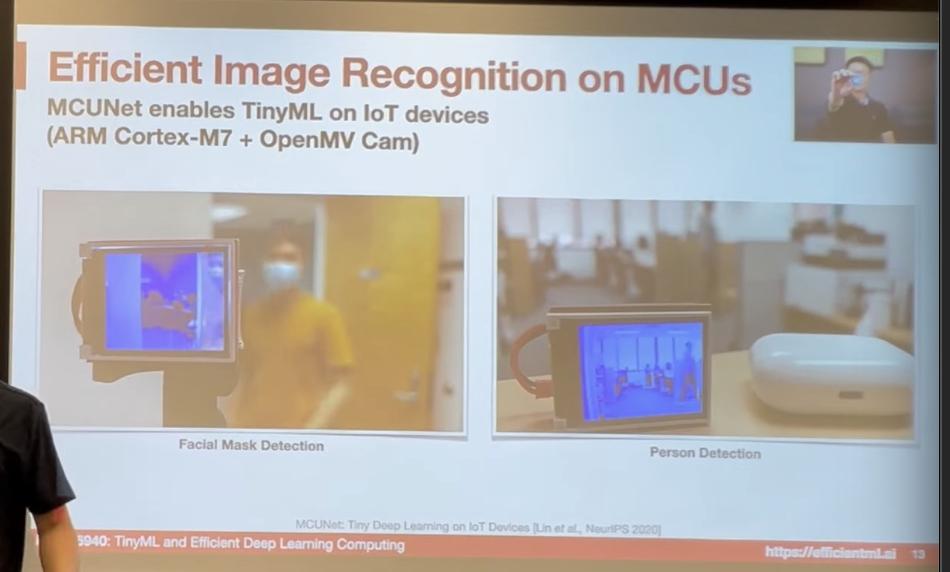 Efficient Image Recognition on MCUs
MCUNet enables TinyML on IoT devices
(ARM Cortex-M7 + OpenMV Cam)
Facial Mask Detection
Person Detection
MCUNet: Tiny Deep Learning on IoT Devices [Lin et al., NeurIPS 2020]
6940: TinyML and Efficient Deep Learning Computing
https://efficientml.ai
13